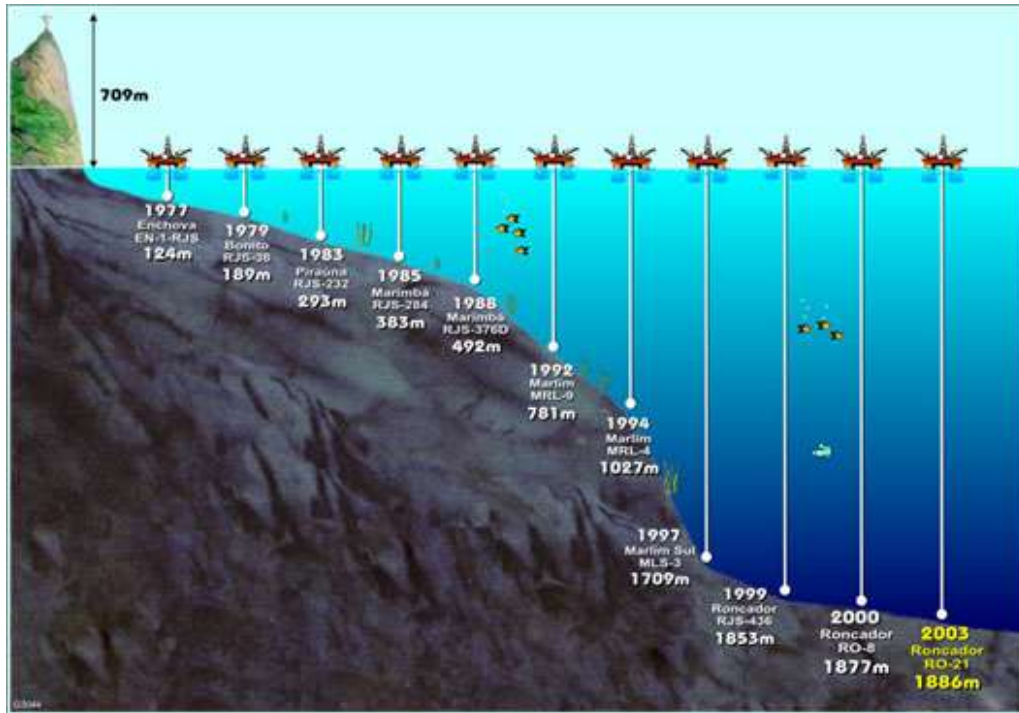 709m
1977
Enchova
EN-1-RJS
124m
1979
Bonito
RJS-38
189m
1983
Piraúna
RJS-232
293m
1985
Marimbá
RJS-284
383m
1988
Marimbá
RJS-376D
492m
1992
Marlim
MRL-9
781m
1994
Marlim
MRL-4
1027m
1997
Marlim Sul
MLS-3
1709m
1999
Roncador
RJS-436
1853m
2000
Roncador
RO-8
1877m
2003
Roncador
RO-21
1886m